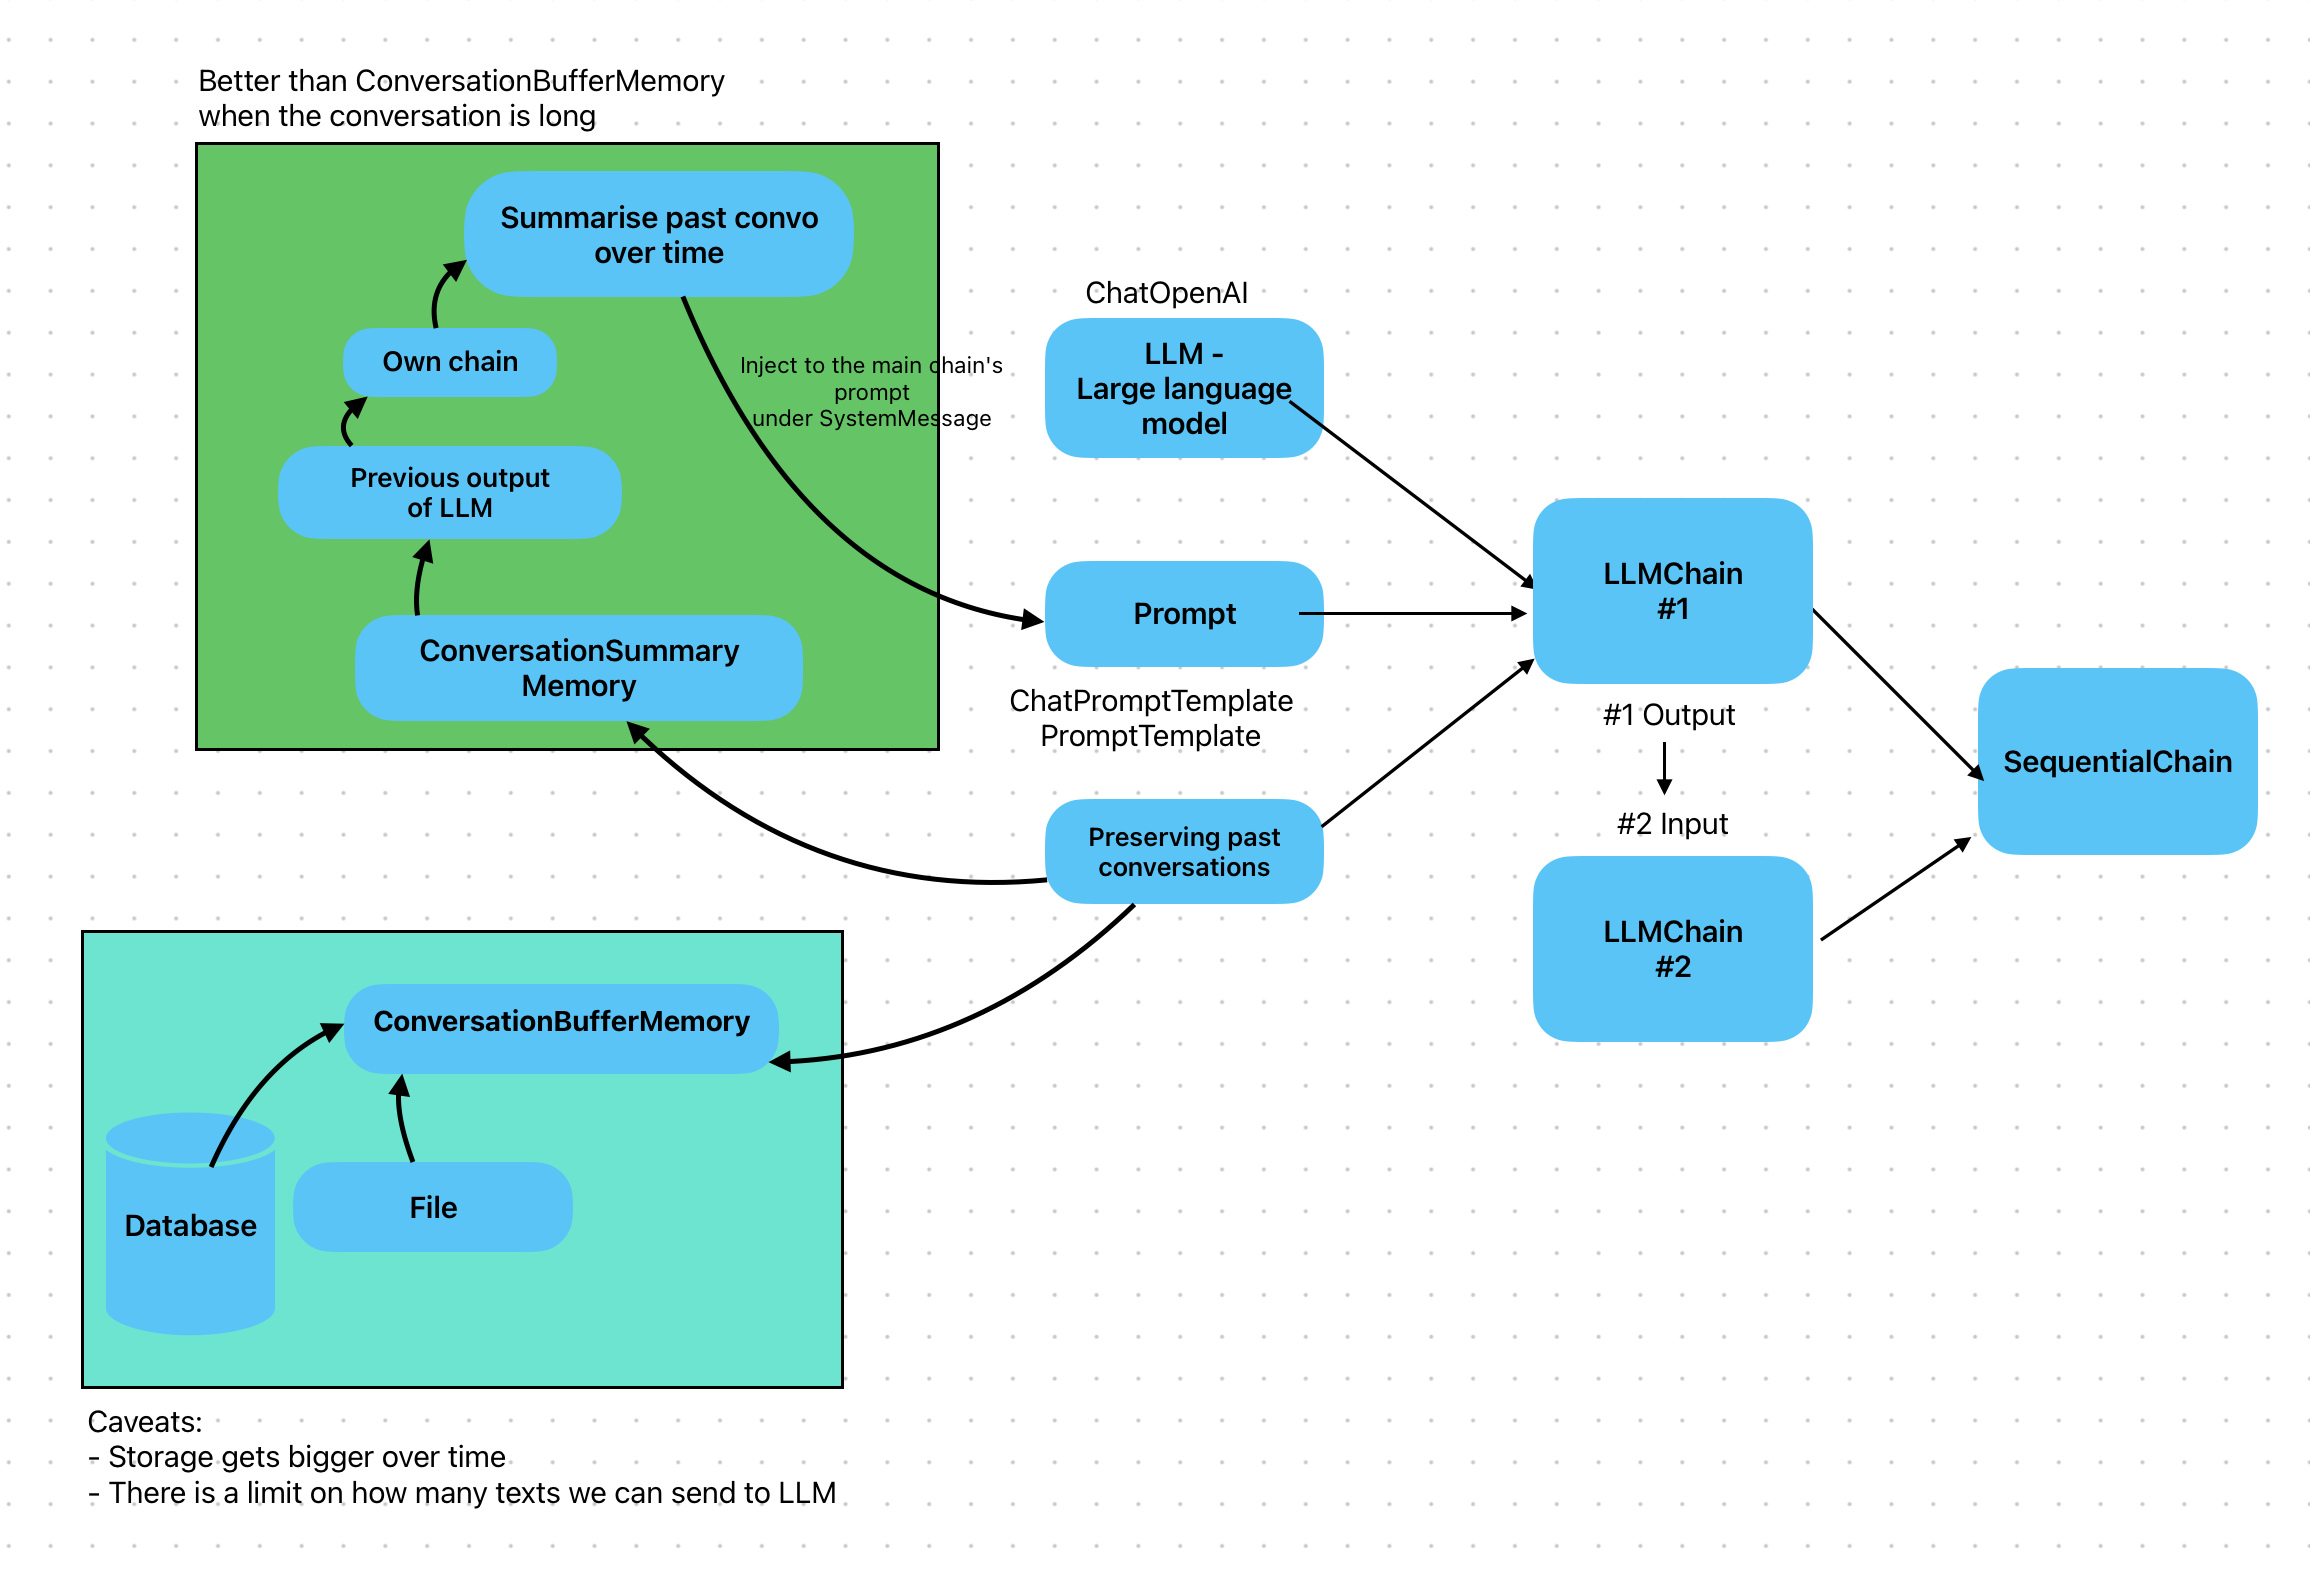 Better than ConversationBufferMemory
when the conversation is long
Summarise past convo
over time
Own chain
Inject to the main chain's
prompt
under SystemMessage
Previous output
of LLM
ConversationSummary
Memory
ChatOpenAI
LLM -
Large language
model
Prompt
ChatPromptTemplate
PromptTemplate
Preserving past
conversations
LLMChain
#1
#1 Output
#2 Input
LLMChain
#2
SequentialChain
ConversationBufferMemory
Database
File
Caveats:
- Storage gets bigger over time
- There is a limit on how many texts we can send to LLM